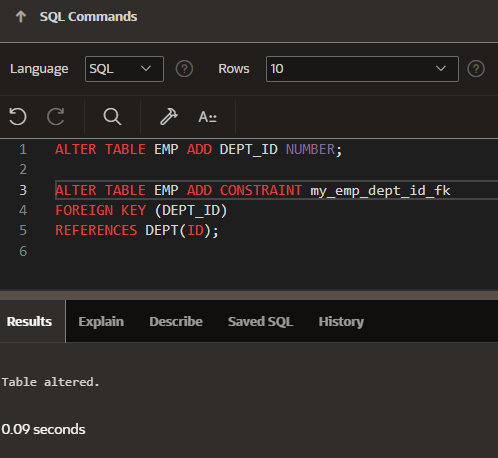 SQL Commands
Language SQL Rows 10
A::
1 ALTER TABLE EMP ADD DEPT_ID NUMBER;
2
3 ALTER TABLE EMP ADD CONSTRAINT my_emp_dept_id_fk
4 FOREIGN KEY (DEPT_ID)
5 REFERENCES DEPT(ID);
6
Results Explain Describe Saved SQL History
Table altered.
0.09 seconds